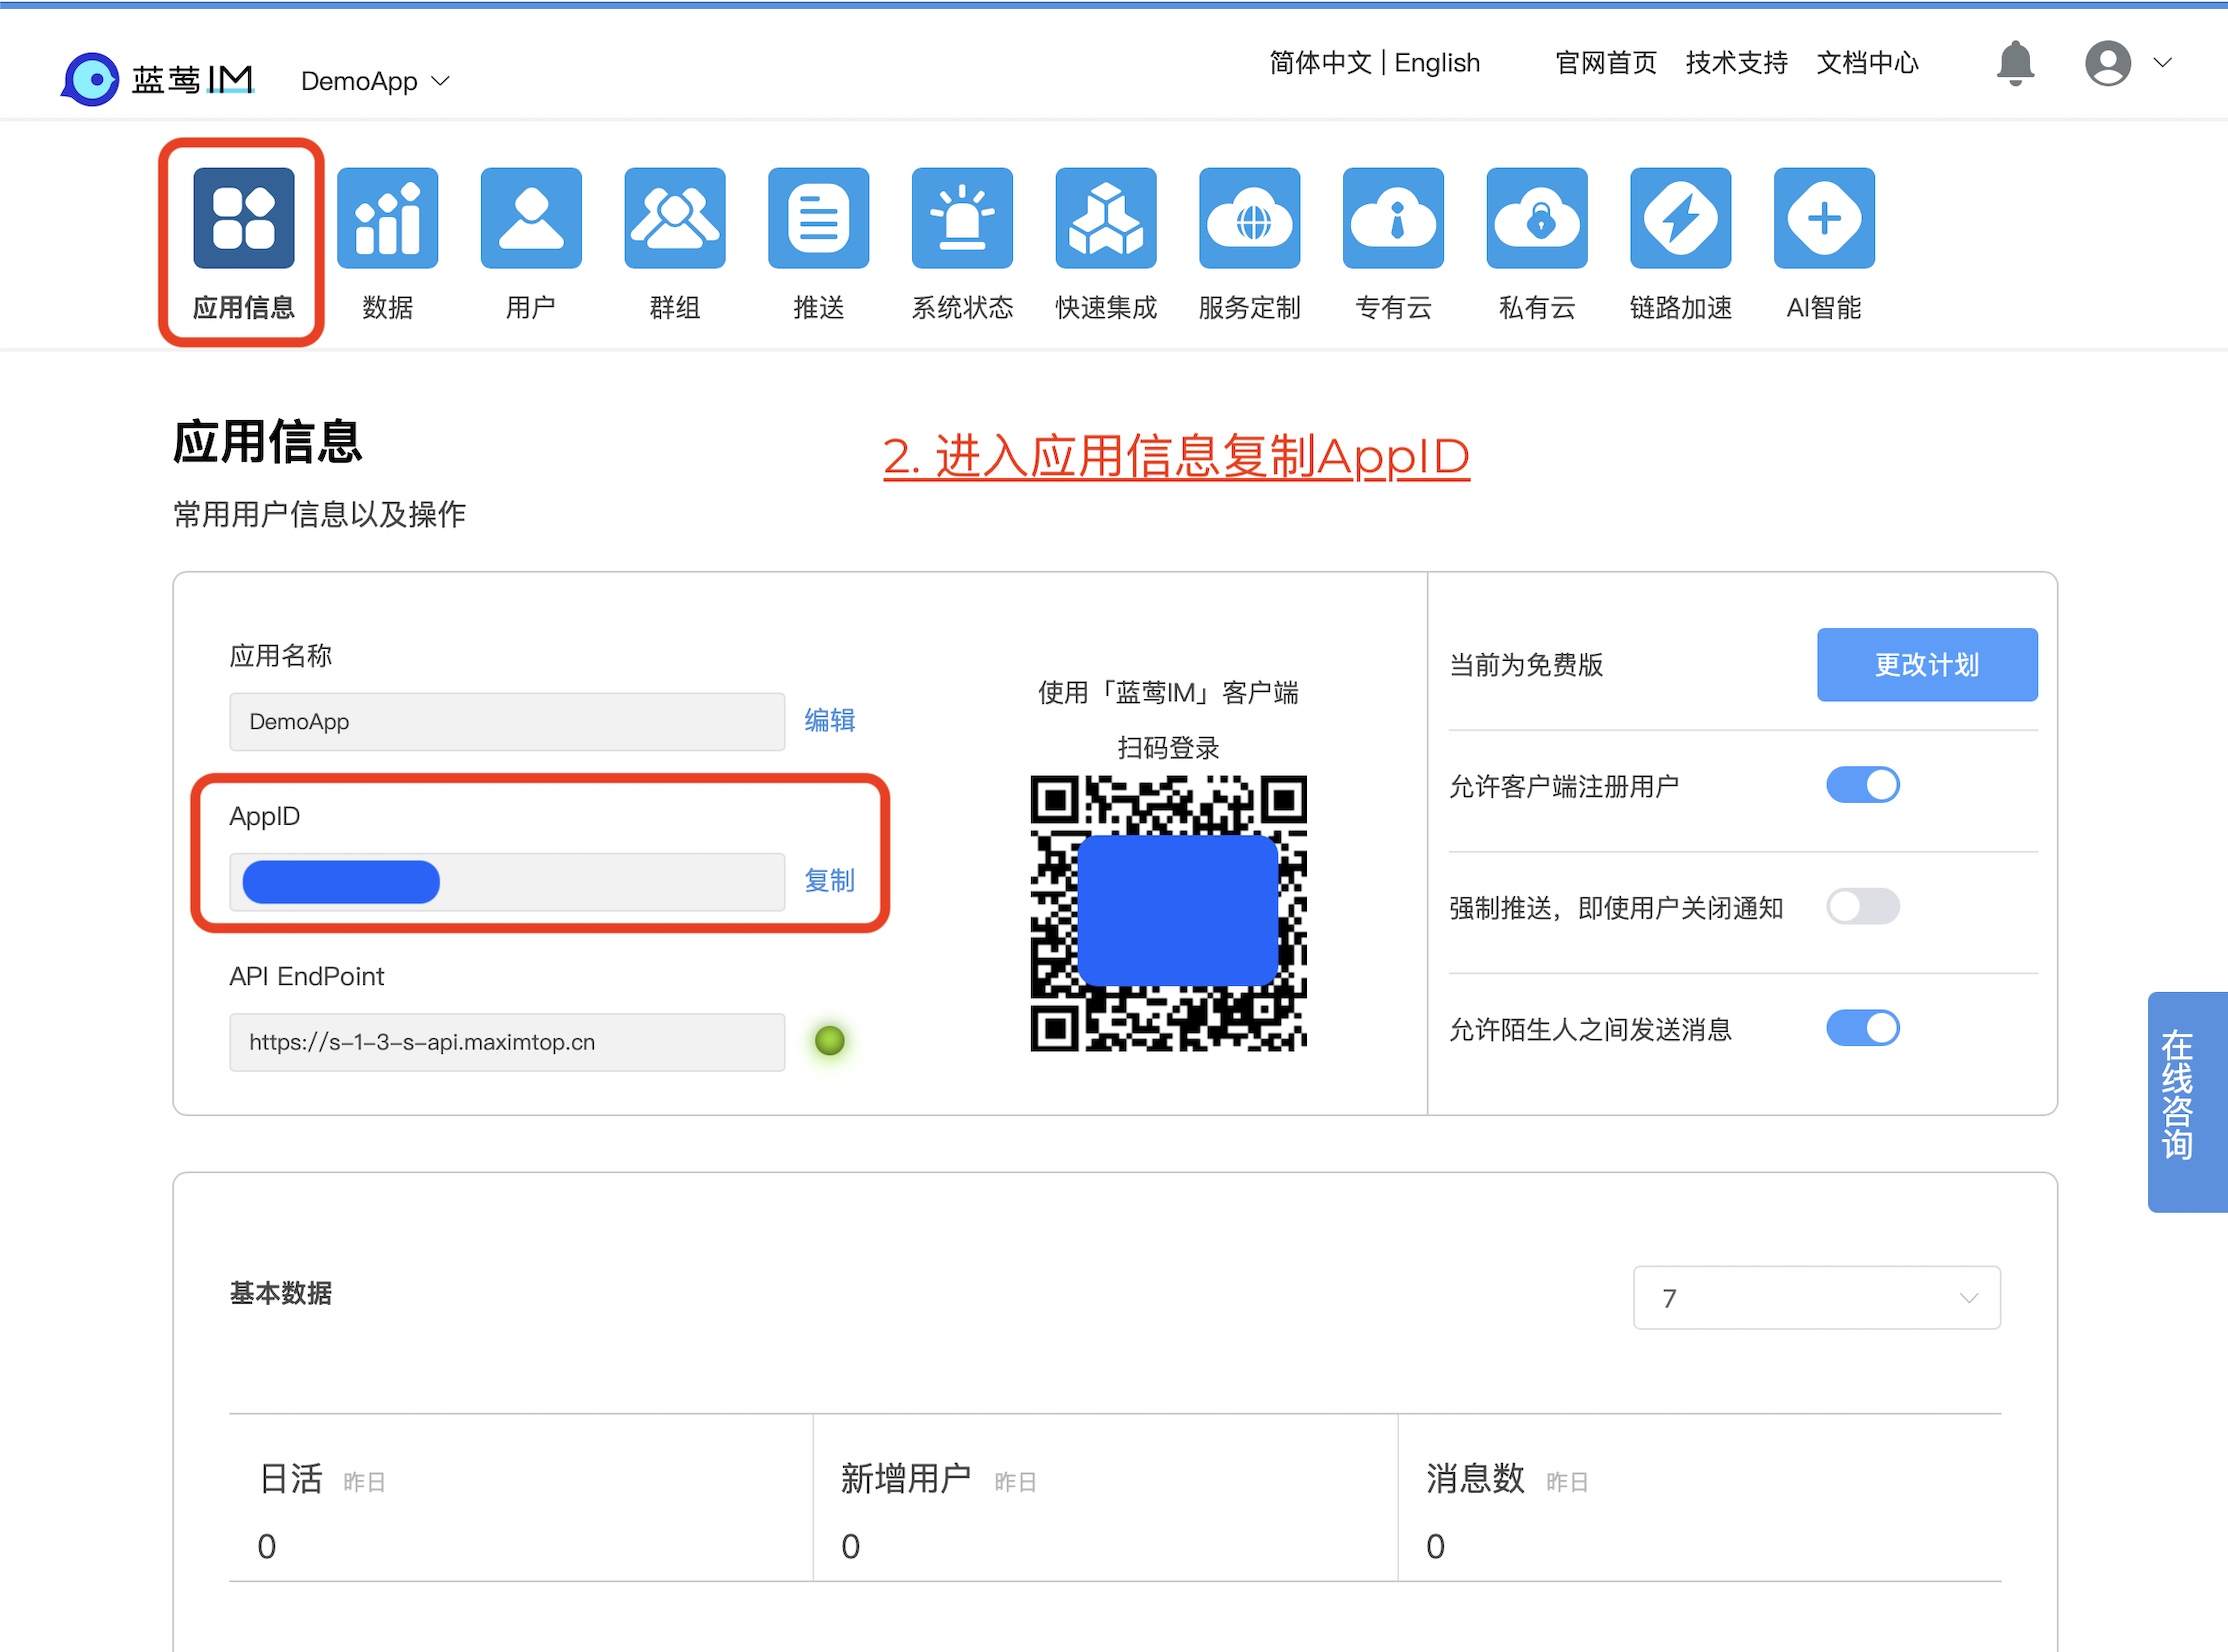 蓝莺IM
DemoApp
简体中文 | English
官网首页 技术支持 文档中心
应用信息 数据 用户 群组 推送 系统状态 快速集成 服务定制 专有云 私有云 链路加速 AI智能
应用信息
2. 进入应用信息复制AppID
常用用户信息以及操作
应用名称
DemoApp 编辑
AppID
复制
API EndPoint
https://s-1-3-s-api.maximtop.cn
使用「蓝莺IM」客户端
扫码登录
当前为免费版 更改计划
允许客户端注册用户
强制推送，即使用户关闭通知
允许陌生人之间发送消息
在线咨询
基本数据
7
日活 昨日
0
新增用户 昨日
0
消息数 昨日
0